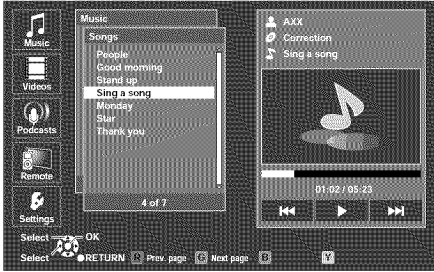 Music
Videos
Podcasts
Remote
Settings
Music
Songs
People
Good morning
Stand up
Sing a song
Monday
Star
Thank you
4 of 7
AXX
Correction
Sing a song
01:02 / 05:23
Select OK
Select RETURN R Prev. page G Next page B Y